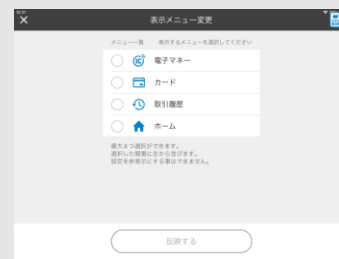 12:01
表示メニュー変更
メニュー一覧 表示するメニューを選択してください
電子マネー
カード
取引履歴
ホーム
最大4つ選択ができます。
選択した順番に左から並びます。
設定を非表示にする事はできません。
反映する